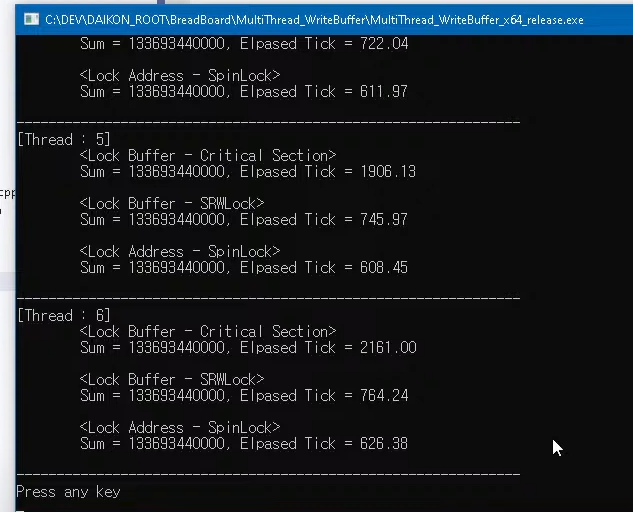 C:\DEV\DAIKON_ROOT\BreadBoard\MultiThread_WriteBuffer\MultiThread_WriteBuffer_x64_release.exe
Sum = 133693440000, Elpased Tick = 722.04
<Lock Address - SpinLock>
Sum = 133693440000, Elpased Tick = 611.97
---------------------------------------------------------------
[Thread : 5]
<Lock Buffer - Critical Section>
Sum = 133693440000, Elpased Tick = 1906.13
<Lock Buffer - SRWLock>
Sum = 133693440000, Elpased Tick = 745.97
<Lock Address - SpinLock>
Sum = 133693440000, Elpased Tick = 608.45
---------------------------------------------------------------
[Thread : 6]
<Lock Buffer - Critical Section>
Sum = 133693440000, Elpased Tick = 2161.00
<Lock Buffer - SRWLock>
Sum = 133693440000, Elpased Tick = 764.24
<Lock Address - SpinLock>
Sum = 133693440000, Elpased Tick = 626.38
---------------------------------------------------------------
Press any key